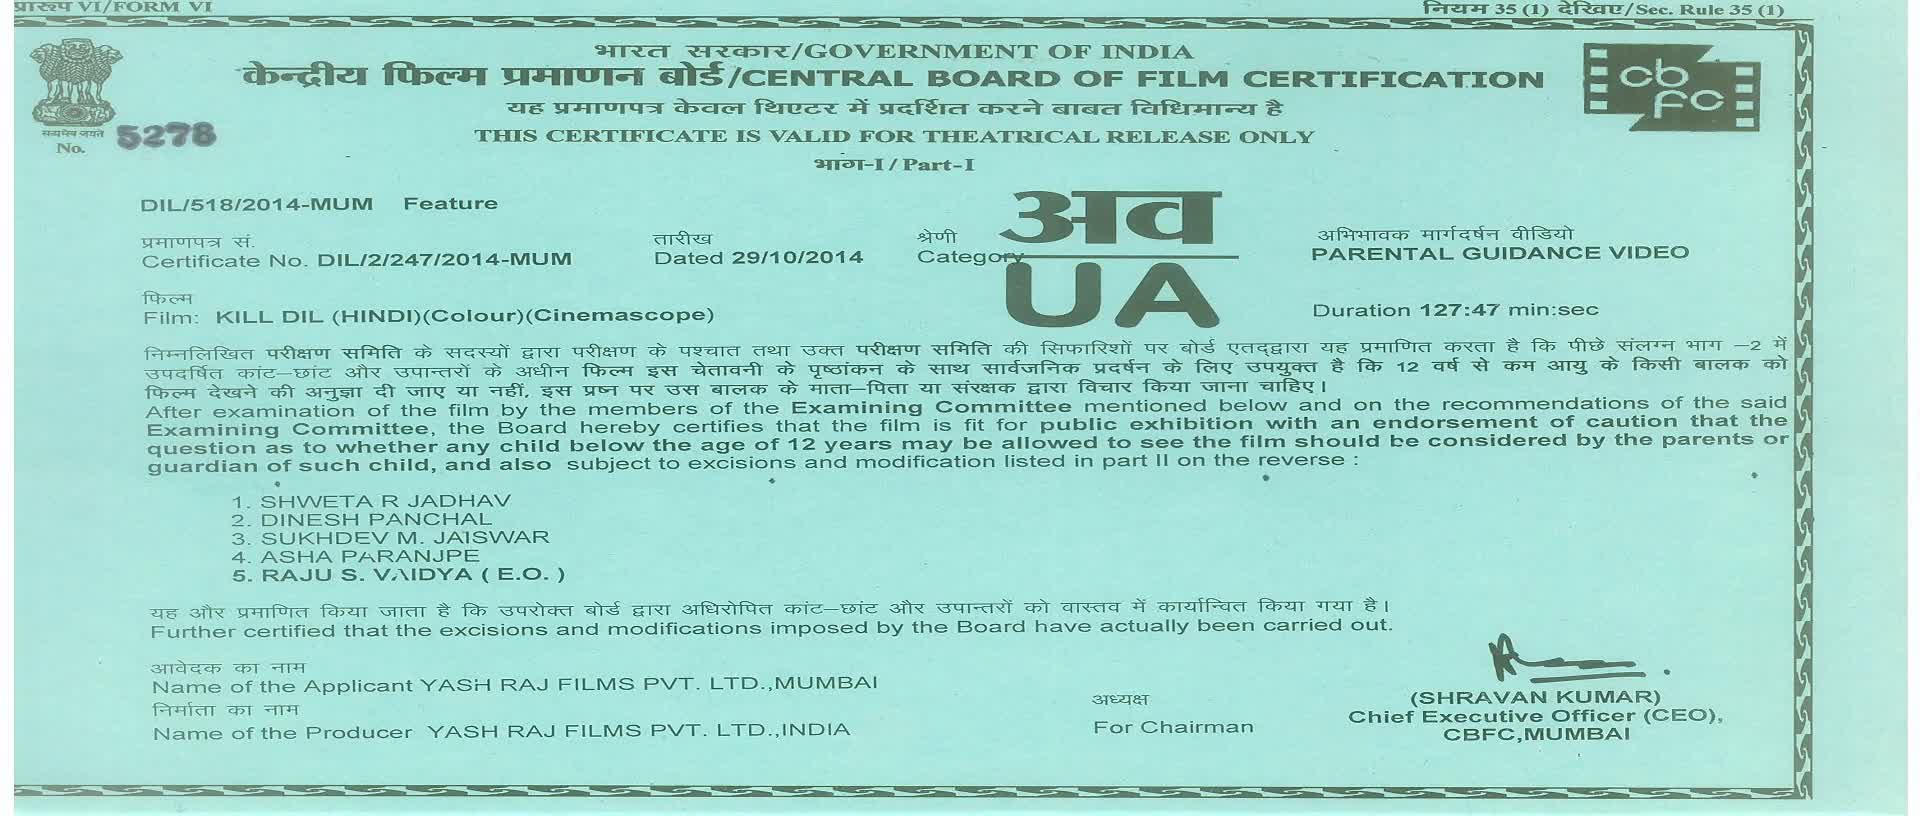 प्रारूप VI/FORM VI
नियम 35 (1) देखिए/Sec. Rule 35 (1)
भारत सरकार/GOVERNMENT OF INDIA
केन्द्रीय फिल्म प्रमाणन बोर्ड/CENTRAL BOARD OF FILM CERTIFICATION
cbfc
यह प्रमाणपत्र केवल थिएटर में प्रदर्शित करने बाबत विधिमान्य है
सत्यमेव जयते
No. 5278
THIS CERTIFICATE IS VALID FOR THEATRICAL RELEASE ONLY
भाग-I / Part-I
DIL/518/2014-MUM Feature
प्रमाणपत्र सं. तारीख श्रेणी अव अभिभावक मार्गदर्शन वीडियो
Certificate No. DIL/2/247/2014-MUM Dated 29/10/2014 Category UA PARENTAL GUIDANCE VIDEO
फिल्म
Film: KILL DIL (HINDI)(Colour)(Cinemascope) Duration 127:47 min:sec
निम्नलिखित परीक्षण समिति के सदस्यों द्वारा परीक्षण के पश्चात तथा उक्त परीक्षण समिति की सिफारिशों पर बोर्ड एतद्द्वारा यह प्रमाणित करता है कि पीछे संलग्न भाग –2 में
उपदर्षित कांट–छांट और उपान्तरों के अधीन फिल्म इस चेतावनी के पृष्ठांकन के साथ सार्वजनिक प्रदर्षन के लिए उपयुक्त है कि 12 वर्ष से कम आयु के किसी बालक को
फिल्म देखने की अनुज्ञा दी जाए या नहीं, इस प्रश्न पर उस बालक के माता–पिता या संरक्षक द्वारा विचार किया जाना चाहिए।
After examination of the film by the members of the Examining Committee mentioned below and on the recommendations of the said
Examining Committee, the Board hereby certifies that the film is fit for public exhibition with an endorsement of caution that the
question as to whether any child below the age of 12 years may be allowed to see the film should be considered by the parents or
guardian of such child, and also subject to excisions and modification listed in part II on the reverse :
1. SHWETA R JADHAV
2. DINESH PANCHAL
3. SUKHDEV M. JAISWAR
4. ASHA PARANJPE
5. RAJU S. VAIDYA ( E.O. )
यह और प्रमाणित किया जाता है कि उपरोक्त बोर्ड द्वारा अधिरोपित कांट–छांट और उपान्तरों को वास्तव में कार्यान्वित किया गया है।
Further certified that the excisions and modifications imposed by the Board have actually been carried out.
आवेदक का नाम
Name of the Applicant YASH RAJ FILMS PVT. LTD.,MUMBAI
निर्माता का नाम
Name of the Producer YASH RAJ FILMS PVT. LTD.,INDIA
अध्यक्ष
For Chairman
(SHRAVAN KUMAR)
Chief Executive Officer (CEO),
CBFC,MUMBAI